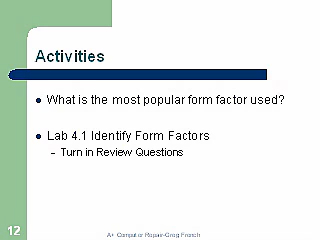 Activities
What is the most popular form factor used?
Lab 4.1 Identify Form Factors
– Turn in Review Questions
12
A+ Computer Repair-Greg French